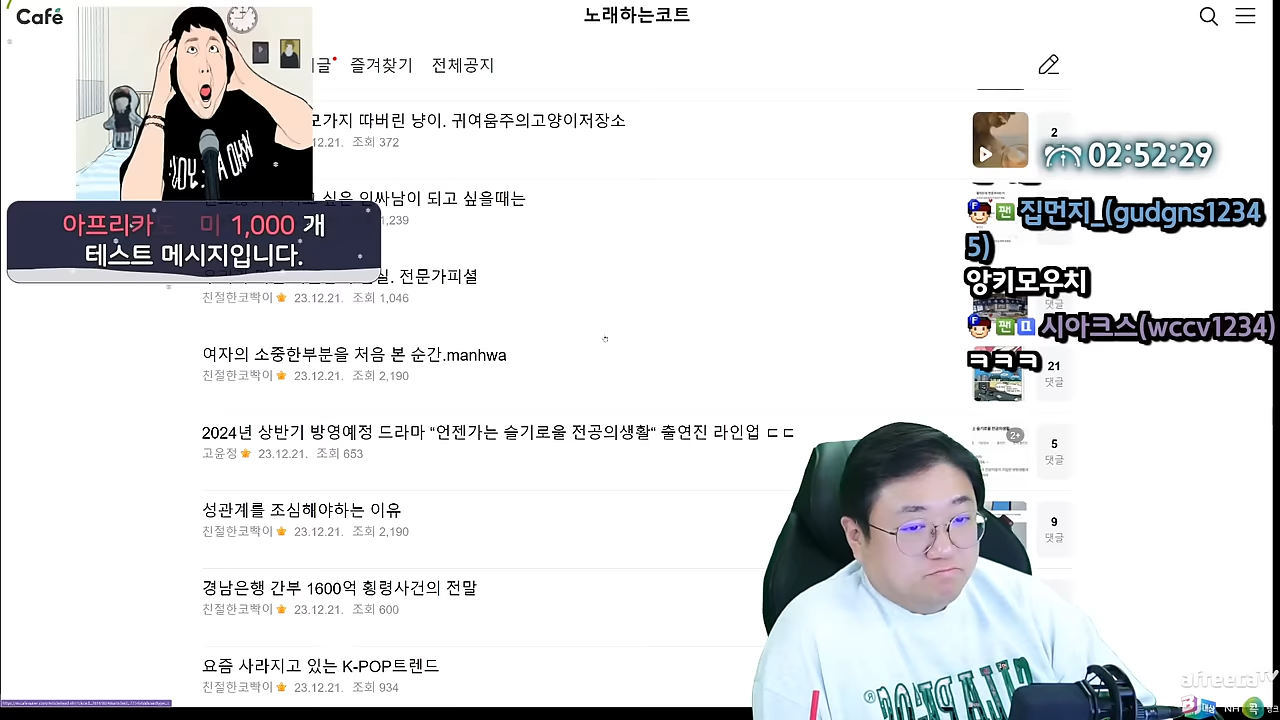 Café
노래하는코트
글
즐겨찾기
전체공지
모가지 따버린 냥이. 귀여움주의고양이저장소
12.21. 조회 372
2
02:52:29
싶은 인싸남이 되고 싶을때는
1,239
아프리카
미 1,000 개
테스트 메시지입니다.
전문가피셜
친절한코빡이 23.12.21. 조회 1,046
댓글
집먼지_(gudgns12345)
앙키모우치
시아크스(wccv1234)
ㅋㅋㅋ
여자의 소중한부분을 처음 본 순간.manhwa
친절한코빡이 23.12.21. 조회 2,190
21
댓글
2024년 상반기 방영예정 드라마 “언젠가는 슬기로울 전공의생활“ 출연진 라인업 ㄷㄷ
고윤정 23.12.21. 조회 653
2+
5
댓글
성관계를 조심해야하는 이유
친절한코빡이 23.12.21. 조회 2,190
9
댓글
경남은행 간부 1600억 횡령사건의 전말
친절한코빡이 23.12.21. 조회 600
요즘 사라지고 있는 K-POP트렌드
친절한코빡이 23.12.21. 조회 934
afreecaTV